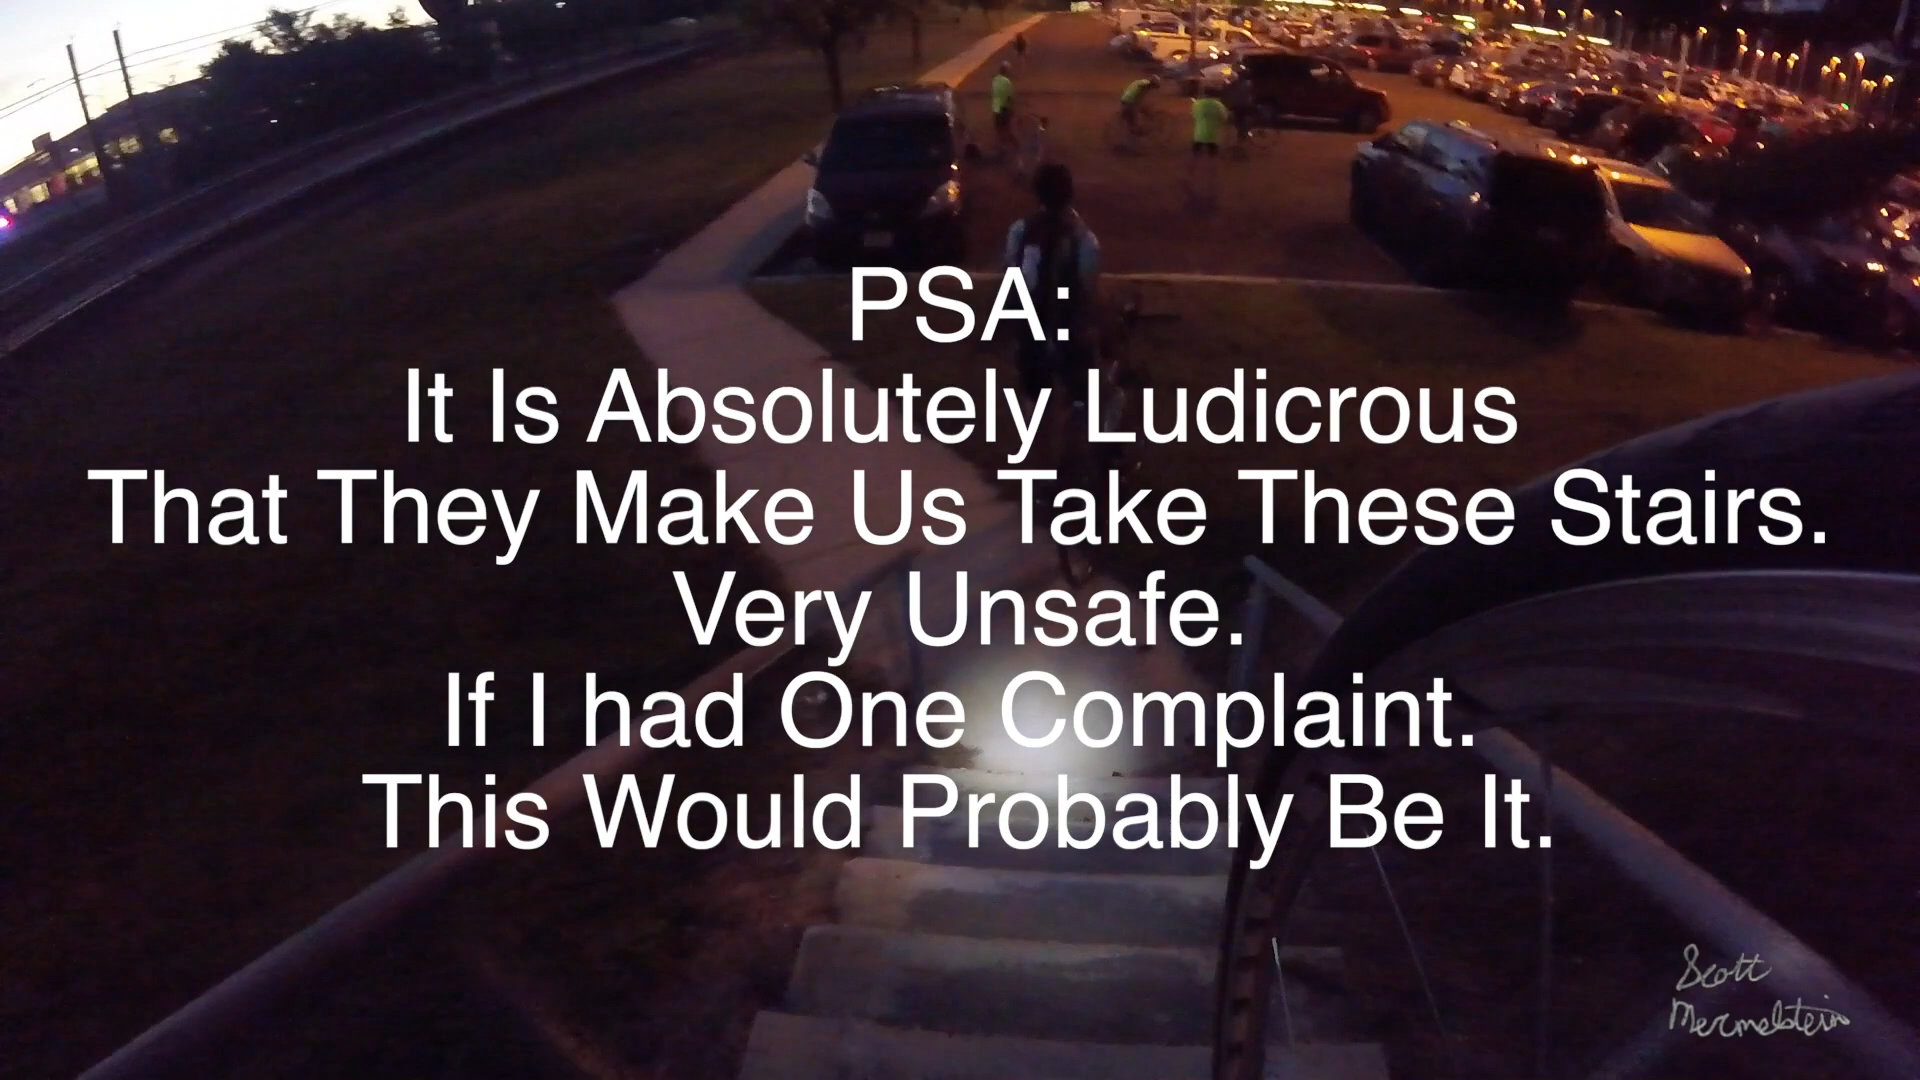 PSA:
It Is Absolutely Ludicrous
That They Make Us Take These Stairs.
Very Unsafe.
If I had One Complaint.
This Would Probably Be It.
Scott
Mermelstein